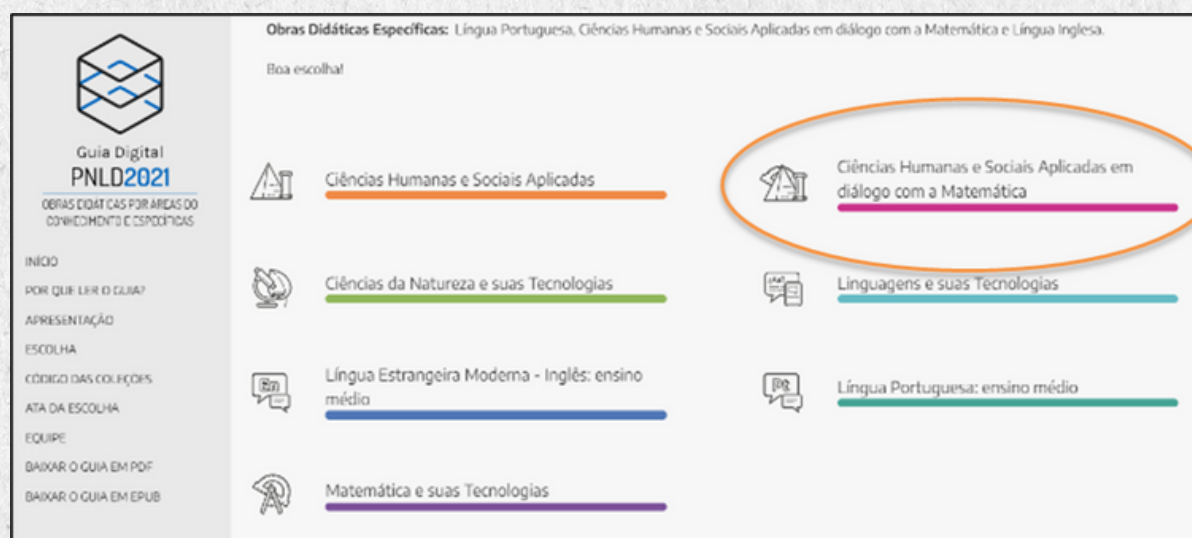 Obras Didáticas Específicas: Língua Portuguesa, Ciências Humanas e Sociais Aplicadas em diálogo com a Matemática e Língua Inglesa.
Boa escolha!
Guia Digital
PNLD2021
OBRAS DIDÁTICAS POR ÁREAS DO
CONHECIMENTO E ESPECÍFICAS
INÍCIO
POR QUE LER O GUIA?
APRESENTAÇÃO
ESCOLHA
CÓDIGO DAS COLEÇÕES
ATA DA ESCOLHA
EQUIPE
BAIXAR O GUIA EM PDF
BAIXAR O GUIA EM EPUB
Ciências Humanas e Sociais Aplicadas
Ciências Humanas e Sociais Aplicadas em
diálogo com a Matemática
Ciências da Natureza e suas Tecnologias
Linguagens e suas Tecnologias
En
Língua Estrangeira Moderna - Inglês: ensino
médio
Pt
Língua Portuguesa: ensino médio
Matemática e suas Tecnologias